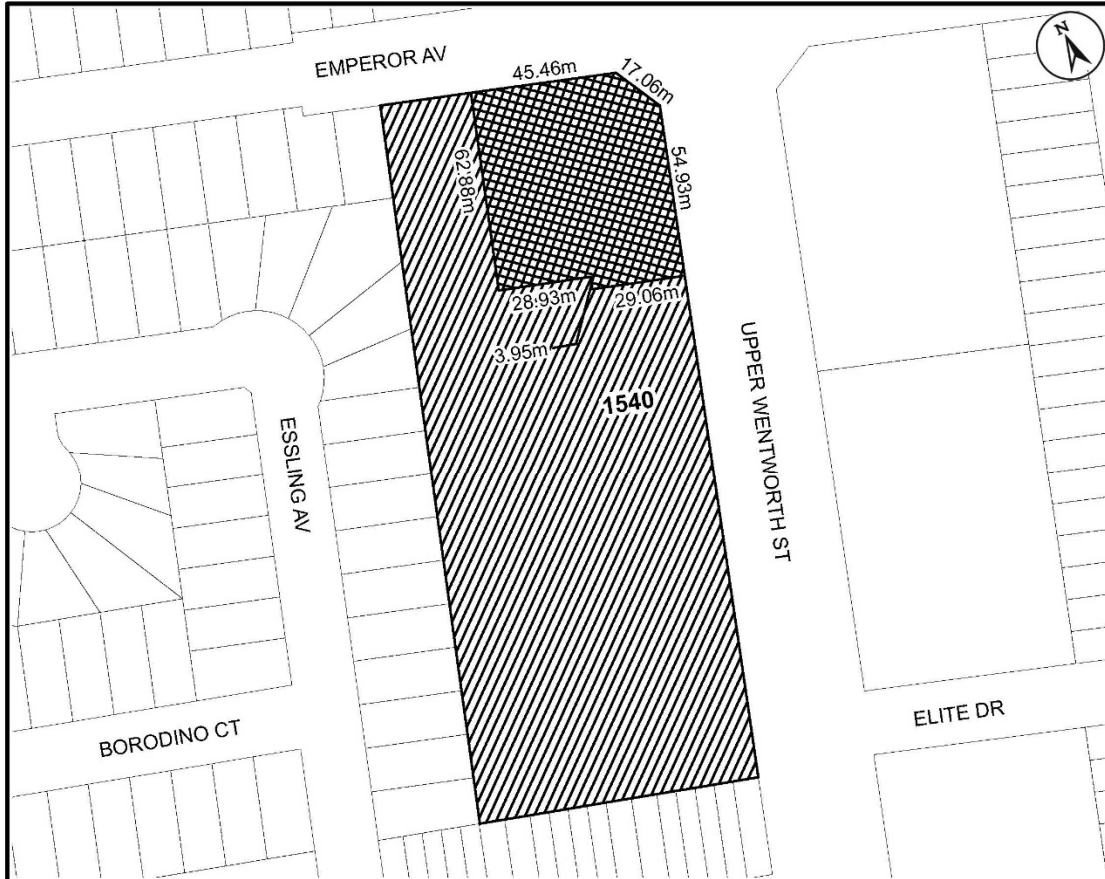 N
EMPEROR AV
45.46m
17.06m
62.88m
54.93m
28.93m
29.06m
3.95m
1540
UPPER WENTWORTH ST
ESSLING AV
BORODINO CT
ELITE DR